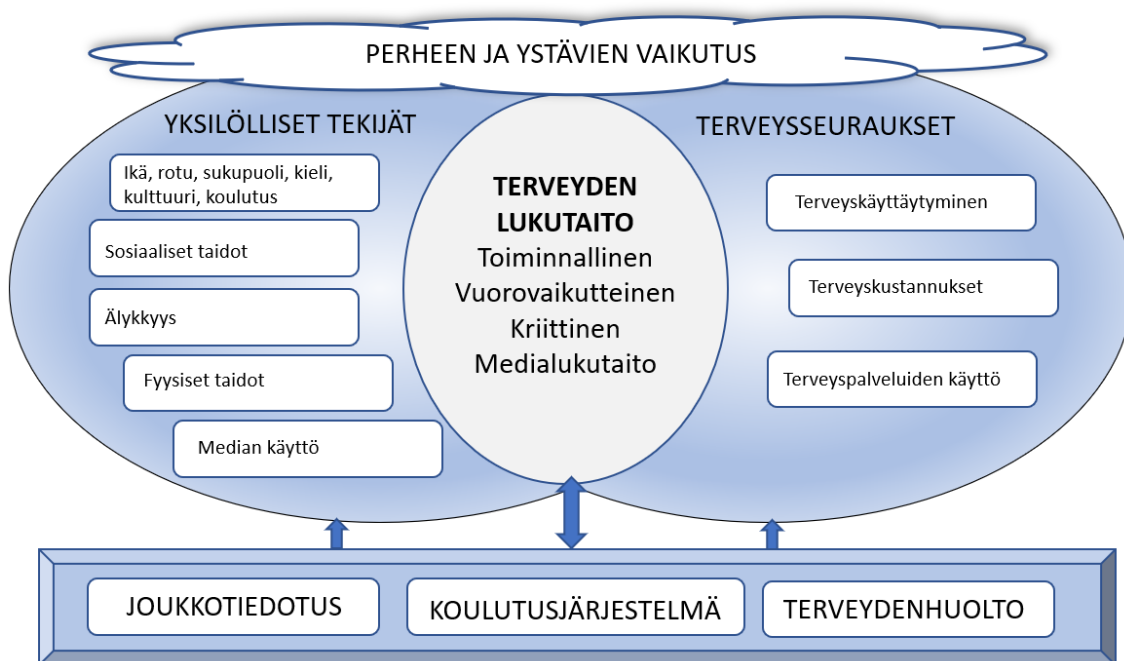 PERHEEN JA YSTÄVIEN VAIKUTUS
YKSILÖLLISET TEKIJÄT
Ikä, rotu, sukupuoli, kieli,
kulttuuri, koulutus
Sosiaaliset taidot
Älykkyys
Fyysiset taidot
Median käyttö
TERVEYDEN
LUKUTAITO
Toiminnallinen
Vuorovaikutteinen
Kriittinen
Medialukutaito
TERVEYSSEURAUKSET
Terveyskäyttäytyminen
Terveyskustannukset
Terveyspalveluiden käyttö
JOUKKOTIEDOTUS
KOULUTUSJÄRJESTELMÄ
TERVEYDENHUOLTO